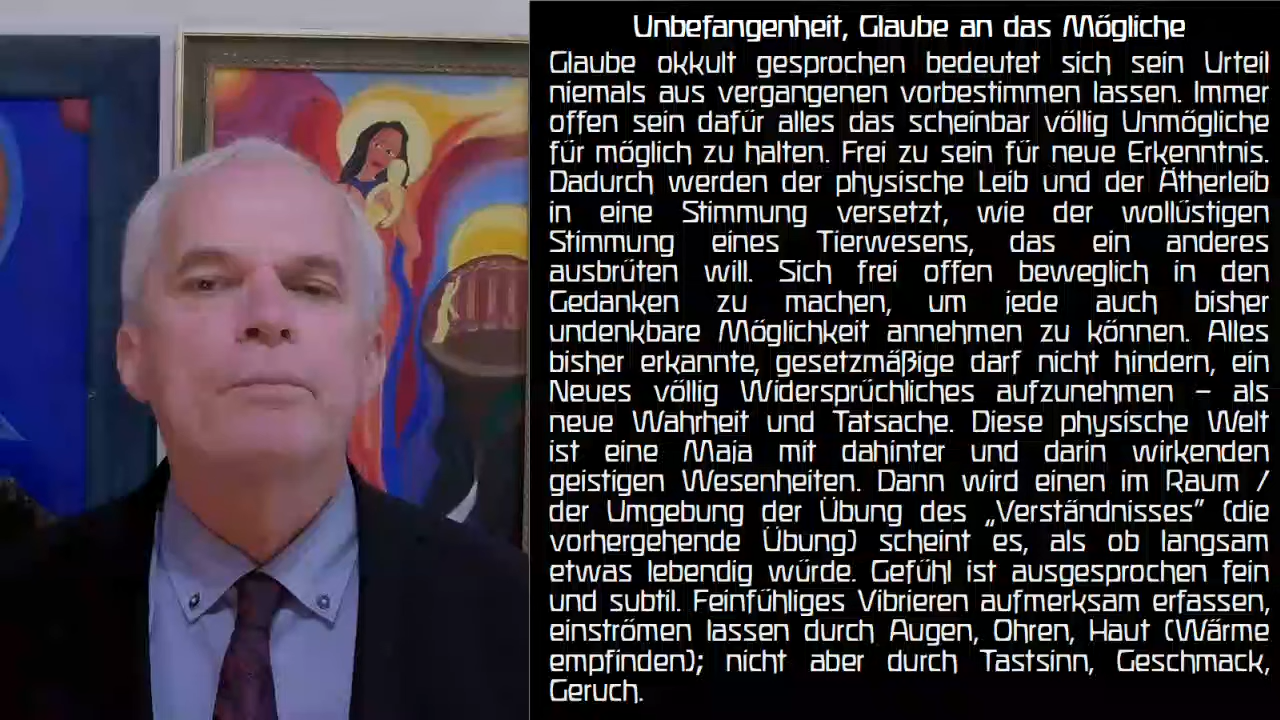 Unbefangenheit, Glaube an das Mögliche
Glaube okkult gesprochen bedeutet sich sein Urteil
niemals aus vergangenen vorbestimmen lassen. Immer
offen sein dafür alles das scheinbar völlig Unmögliche
für möglich zu halten. Frei zu sein für neue Erkenntnis.
Dadurch werden der physische Leib und der Ätherleib
in eine Stimmung versetzt, wie der wollüstigen
Stimmung eines Tierwesens, das ein anderes
ausbrüten will. Sich frei offen beweglich in den
Gedanken zu machen, um jede auch bisher
undenkbare Möglichkeit annehmen zu können. Alles
bisher erkannte, gesetzmäßige darf nicht hindern, ein
Neues völlig Widersprüchliches aufzunehmen – als
neue Wahrheit und Tatsache. Diese physische Welt
ist eine Maja mit dahinter und darin wirkenden
geistigen Wesenheiten. Dann wird einen im Raum /
der Umgebung der Übung des „Verständnisses” (die
vorhergehende Übung) scheint es, als ob langsam
etwas lebendig würde. Gefühl ist ausgesprochen fein
und subtil. Feinfühliges Vibrieren aufmerksam erfassen,
einströmen lassen durch Augen, Ohren, Haut (Wärme
empfinden); nicht aber durch Tastsinn, Geschmack,
Geruch.